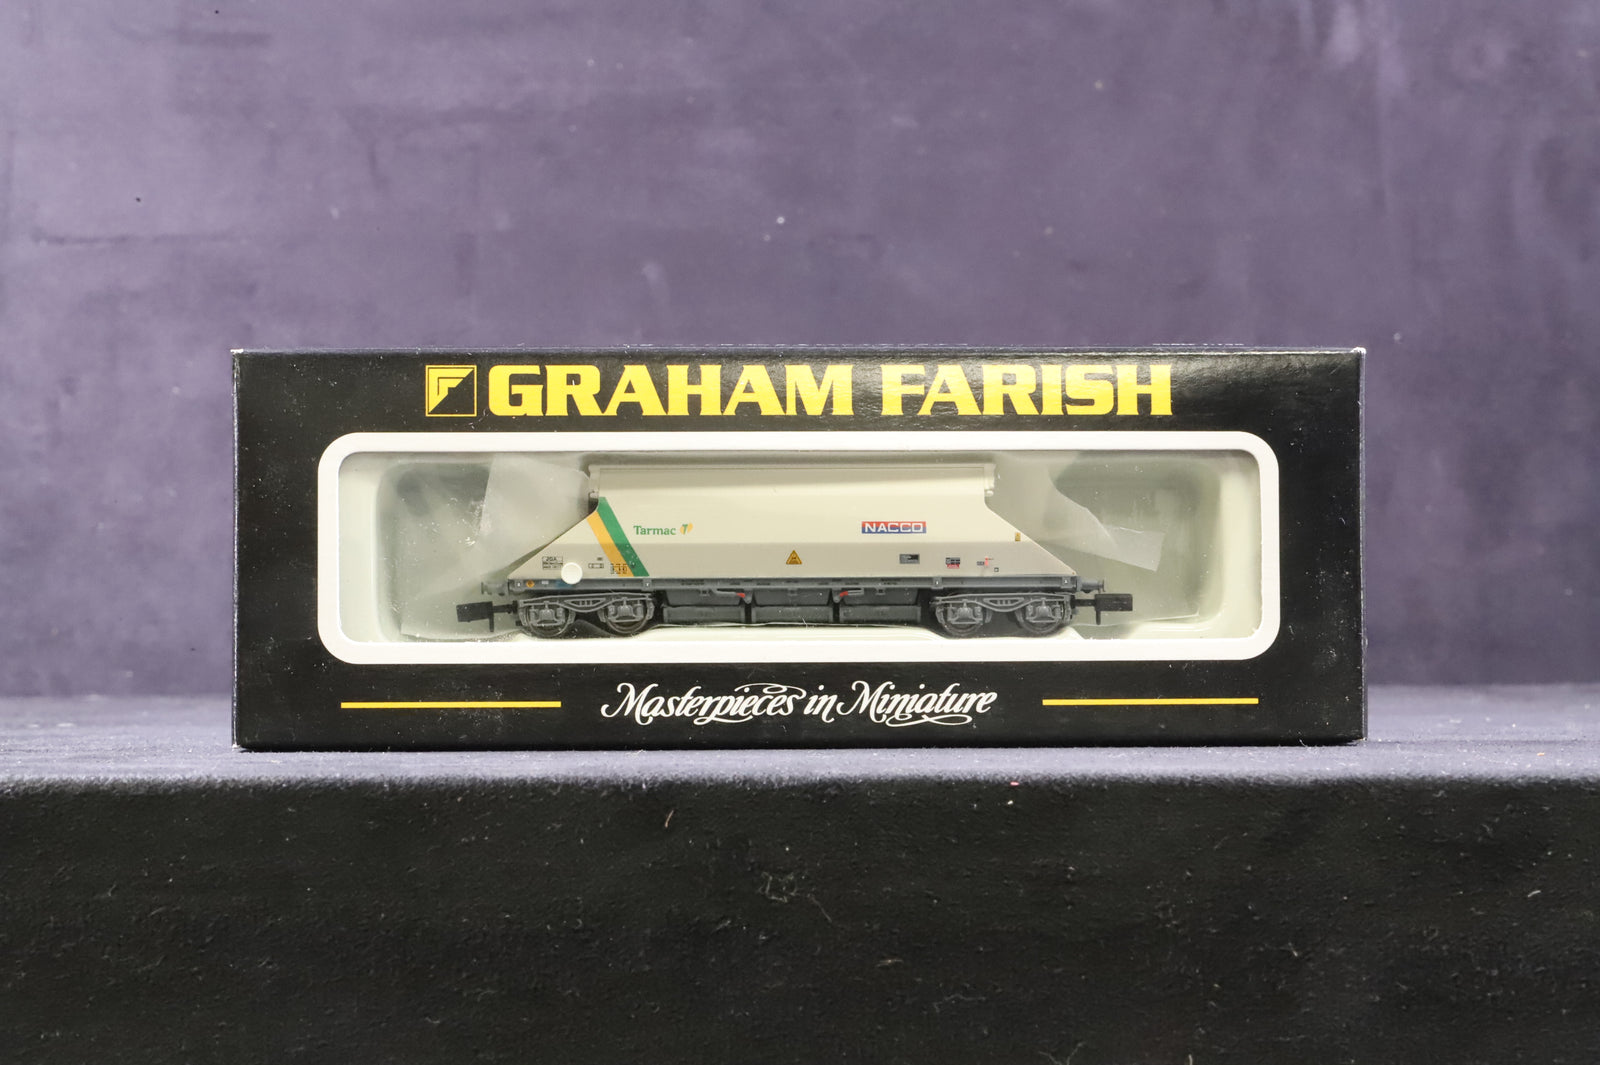 GRAHAM FARISH
Tarmac
NACCO
Masterpieces in Miniature